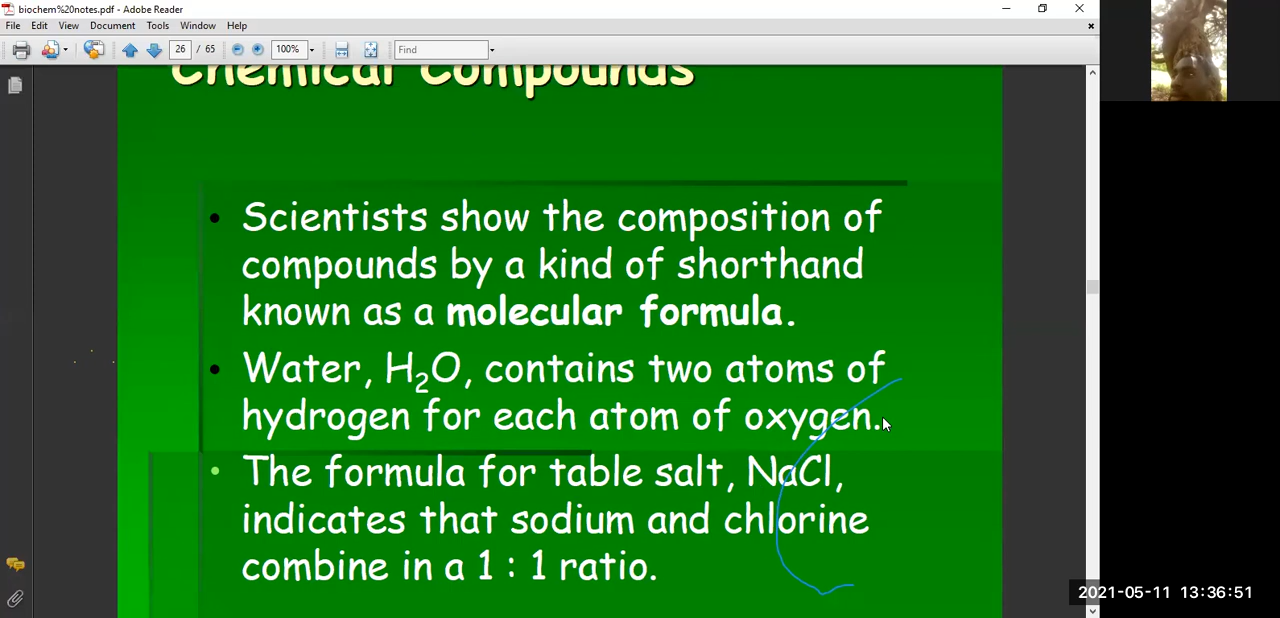 biochem%20notes.pdf - Adobe Reader
File Edit View Document Tools Window Help
26 / 65 100% Find
Chemical Compounds
• Scientists show the composition of
compounds by a kind of shorthand
known as a molecular formula.
• Water, H₂O, contains two atoms of
hydrogen for each atom of oxygen.
• The formula for table salt, NaCl,
indicates that sodium and chlorine
combine in a 1 : 1 ratio.
2021-05-11 13:36:51